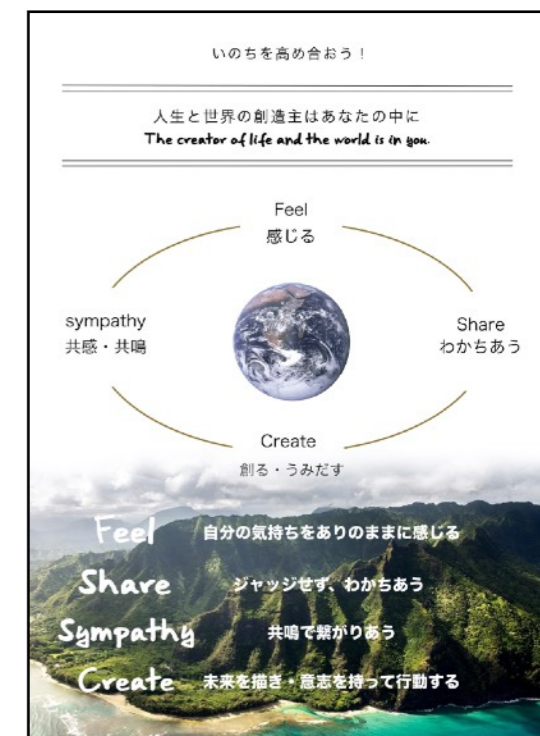 いのちを高め合おう！
人生と世界の創造主はあなたの中に
The creator of life and the world is in you.
Feel
感じる
sympathy
共感・共鳴
Share
わかちあう
Create
創る・うみだす
Feel 自分の気持ちをありのままに感じる
Share ジャッジせず、わかちあう
Sympathy 共鳴で繋がりあう
Create 未来を描き・意志を持って行動する